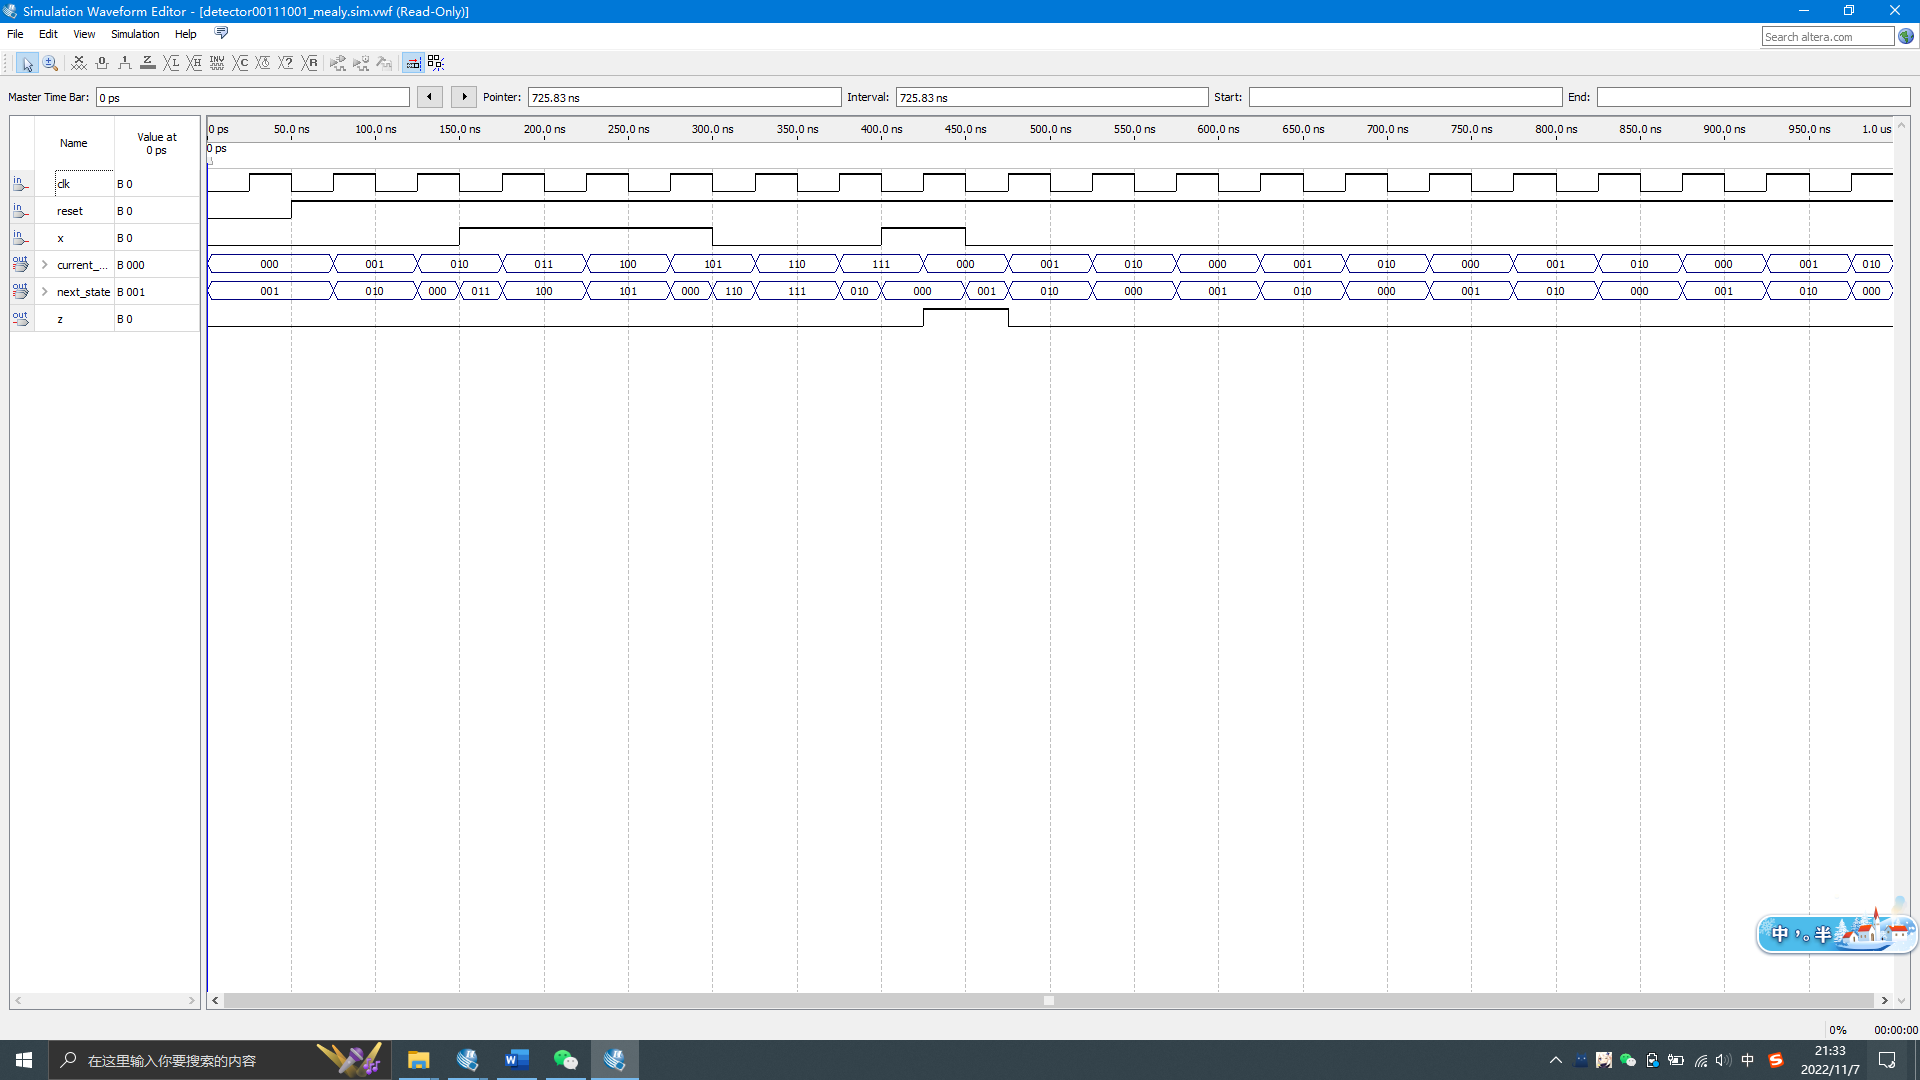 Simulation Waveform Editor - [detector00111001_mealy.sim.vwf (Read-Only)]
File Edit View Simulation Help
Search altera.com
Master Time Bar: 0 ps Pointer: 725.83 ns Interval: 725.83 ns Start: End:
Name Value at 0 ps
0 ps 50.0 ns 100.0 ns 150.0 ns 200.0 ns 250.0 ns 300.0 ns 350.0 ns 400.0 ns 450.0 ns 500.0 ns 550.0 ns 600.0 ns 650.0 ns 700.0 ns 750.0 ns 800.0 ns 850.0 ns 900.0 ns 950.0 ns 1.0 us
0 ps
in clk B 0
in reset B 0
in x B 0
out current_... B 000 000 001 010 011 100 101 110 111 000 001 010 000 001 010 000 001 010 000 001 010
out next_state B 001 001 010 000 011 100 101 000 110 111 010 000 001 010 000 001 010 000 001 010 000 001 010 000
out z B 0
中 ，。半
0% 00:00:00
在这里输入你要搜索的内容
中
21:33
2022/11/7